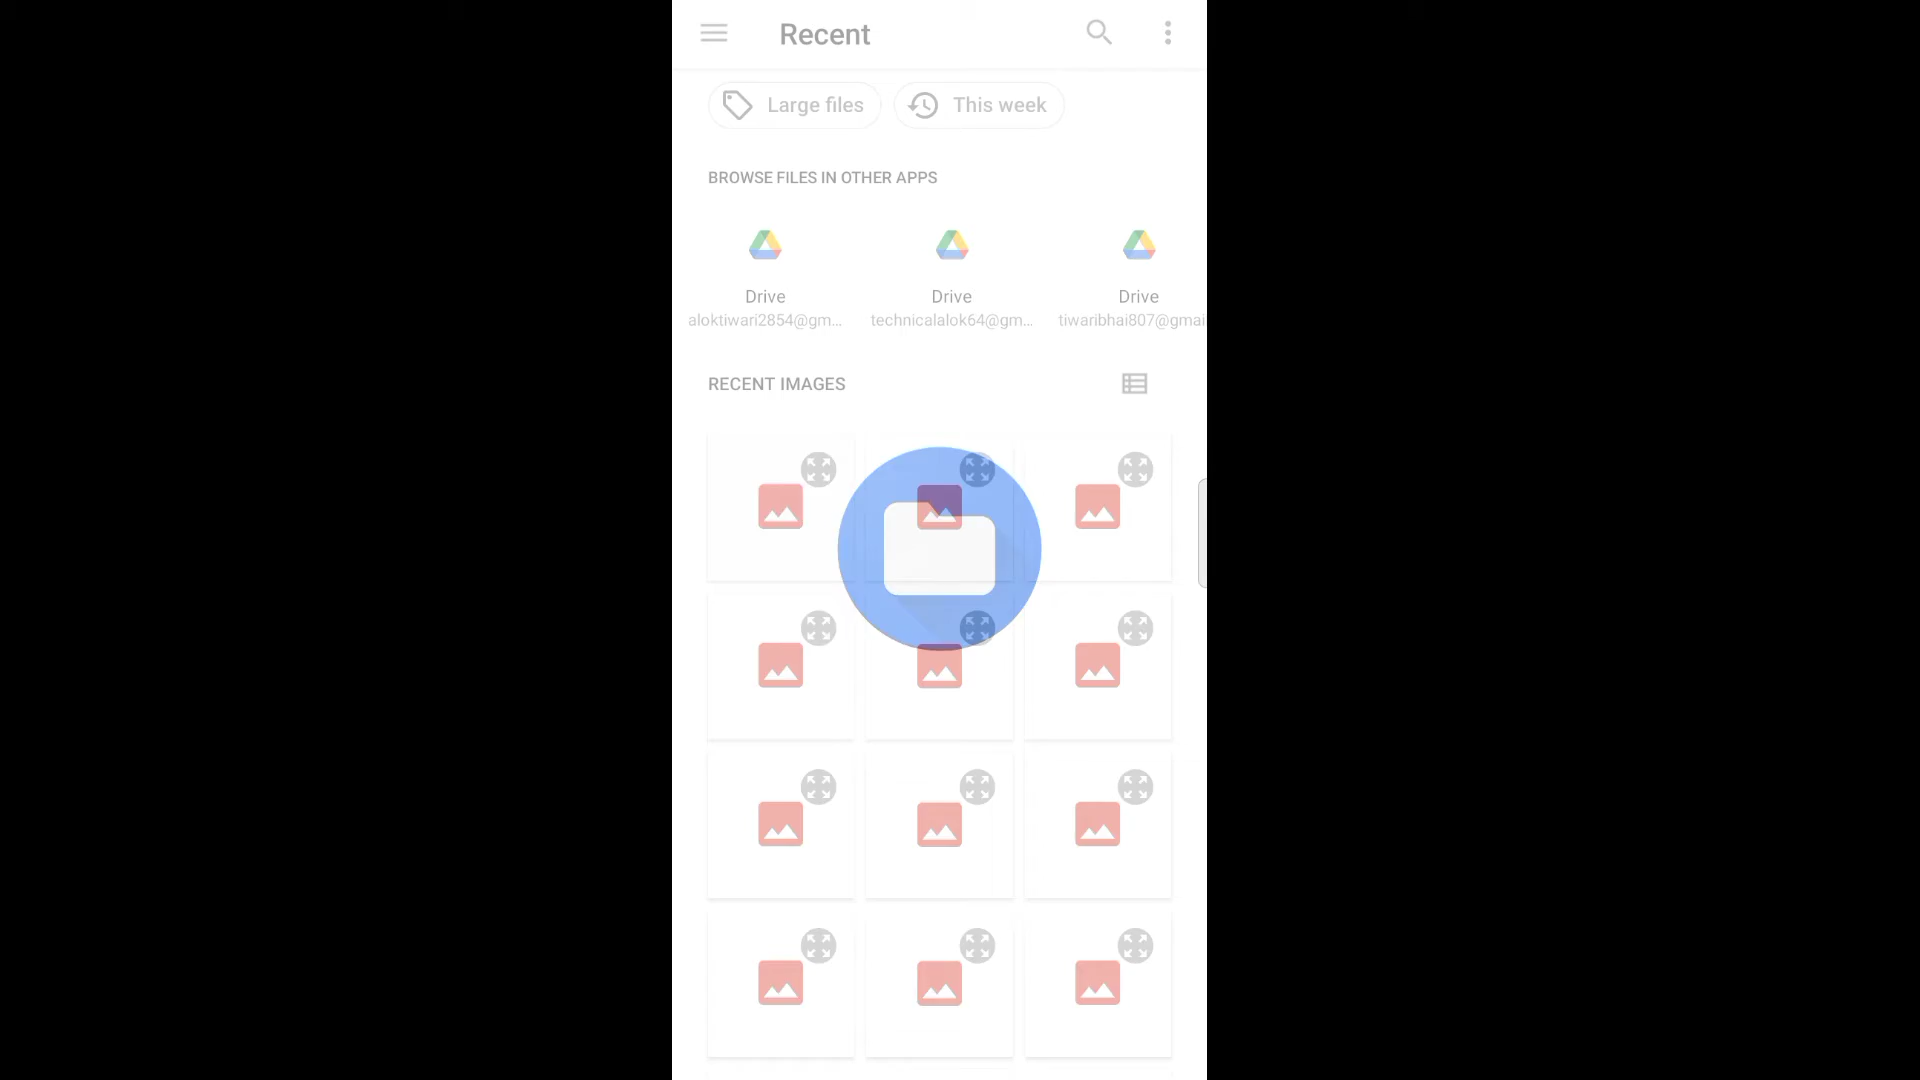 Recent
Large files
This week
BROWSE FILES IN OTHER APPS
Drive
Drive
Drive
aloktiwari2854@gm...
technicalalok64@gm...
tiwaribhai807@gmai
RECENT IMAGES